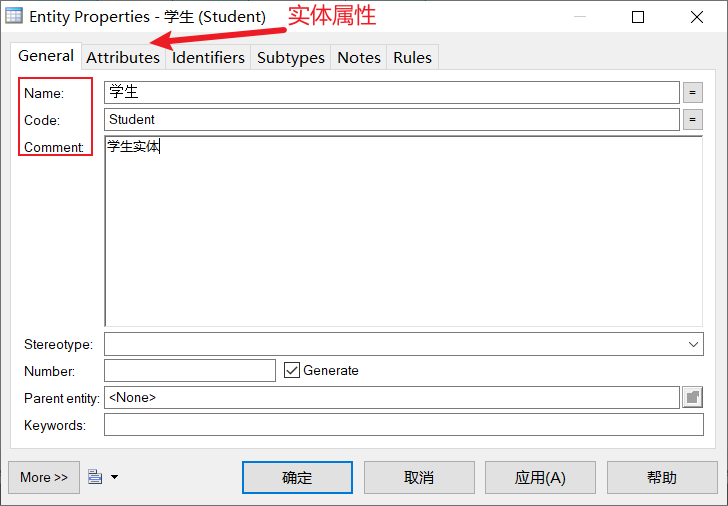 Entity Properties - 学生 (Student)
实体属性
General Attributes Identifiers Subtypes Notes Rules
Name: 学生 =
Code: Student =
Comment: 学生实体
Stereotype:
Number: Generate
Parent entity: <None>
Keywords:
More >> 确定 取消 应用(A) 帮助